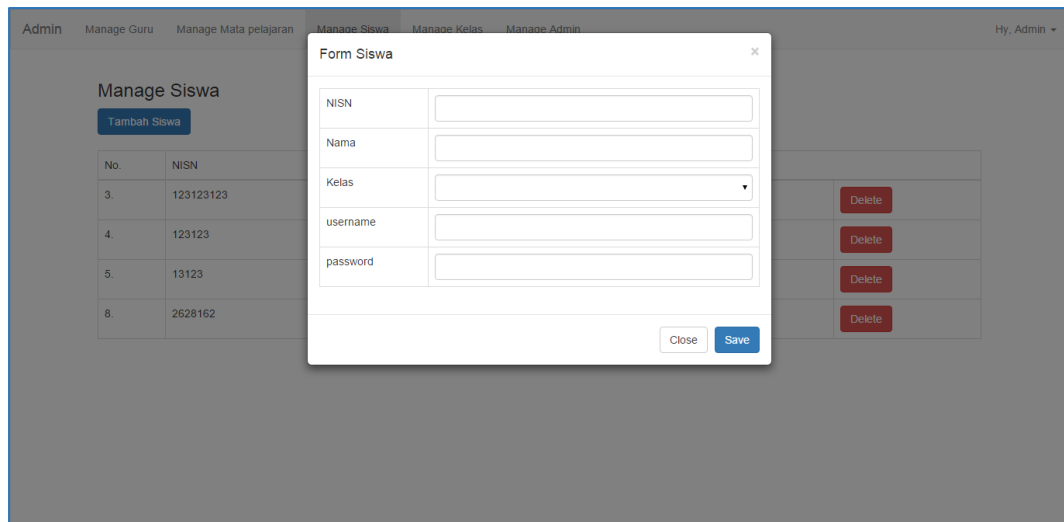 Admin Manage Guru Manage Mata pelajaran Manage Siswa Manage Kelas Manage Admin Hy, Admin
Form Siswa ×
Manage Siswa
Tambah Siswa
NISN
Nama
Kelas
username
password
Close Save
No. NISN
3. 123123123 Delete
4. 123123 Delete
5. 13123 Delete
8. 2628162 Delete